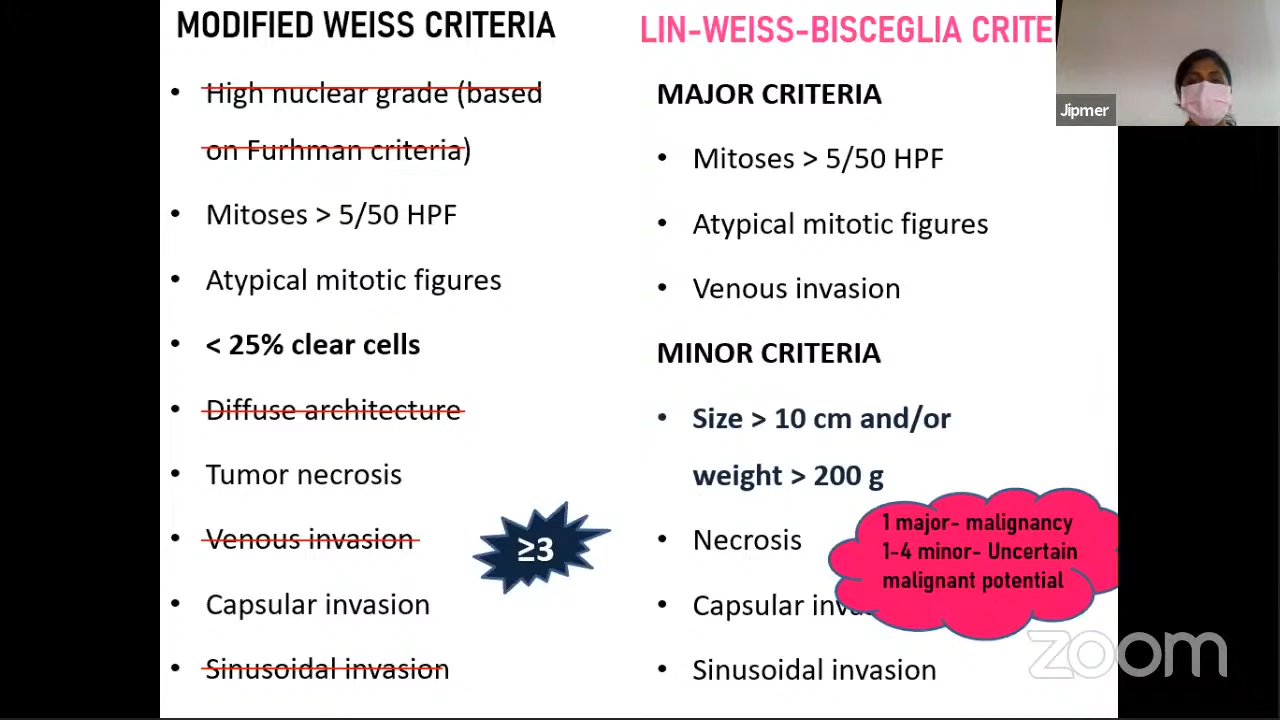 MODIFIED WEISS CRITERIA
• High nuclear grade (based
on Furhman criteria)
• Mitoses > 5/50 HPF
• Atypical mitotic figures
• < 25% clear cells
• Diffuse architecture
• Tumor necrosis
• Venous invasion
• Capsular invasion
• Sinusoidal invasion
≥3
LIN-WEISS-BISCEGLIA CRITE
MAJOR CRITERIA
• Mitoses > 5/50 HPF
• Atypical mitotic figures
• Venous invasion
MINOR CRITERIA
• Size > 10 cm and/or
weight > 200 g
• Necrosis
• Capsular inva
• Sinusoidal invasion
1 major- malignancy
1-4 minor- Uncertain
malignant potential
Jipmer
zoom